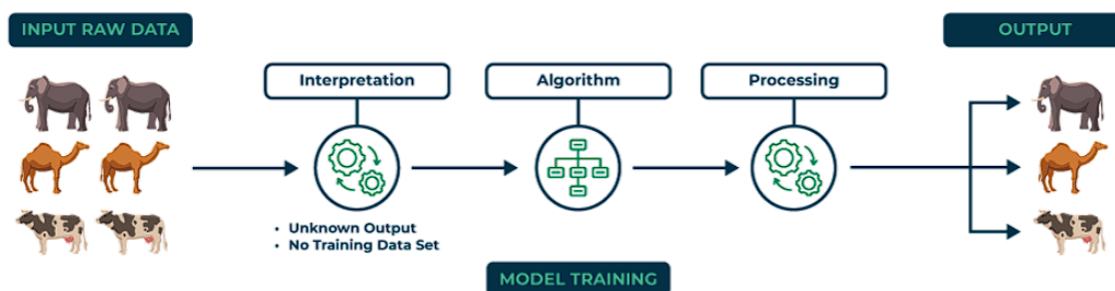 INPUT RAW DATA
OUTPUT
Interpretation
Algorithm
Processing
• Unknown Output
• No Training Data Set
MODEL TRAINING